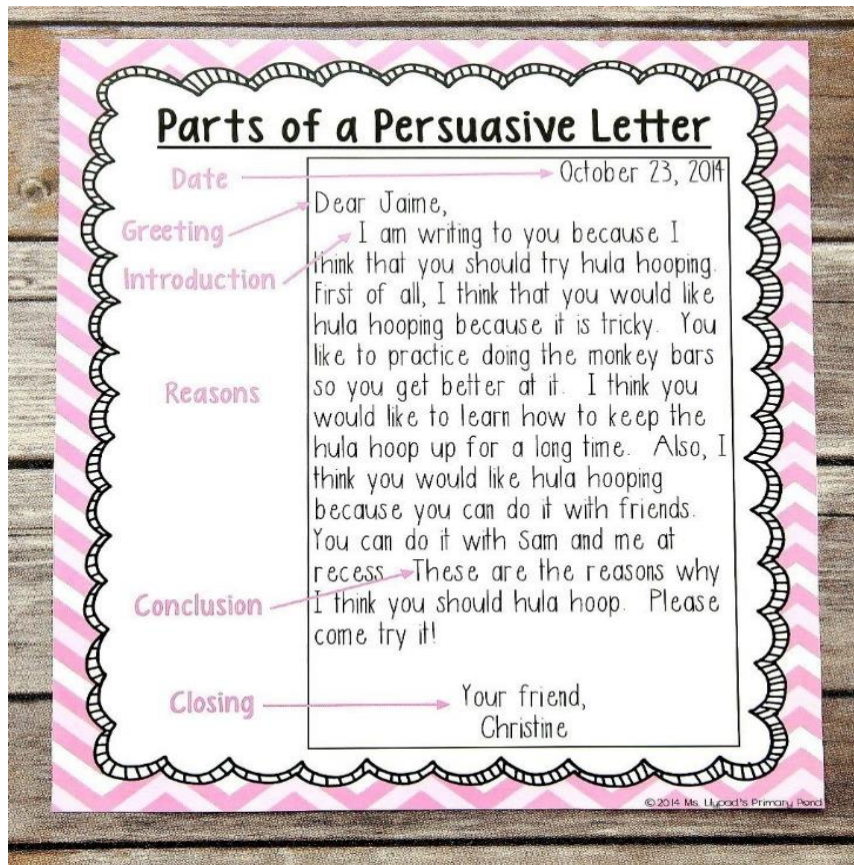 Parts of a Persuasive Letter
Date
October 23, 2014
Greeting
Dear Jaime,
Introduction
I am writing to you because I
think that you should try hula hooping.
First of all, I think that you would like
hula hooping because it is tricky. You
like to practice doing the monkey bars
Reasons
so you get better at it. I think you
would like to learn how to keep the
hula hoop up for a long time. Also, I
think you would like hula hooping
because you can do it with friends.
You can do it with Sam and me at
recess. These are the reasons why
Conclusion
I think you should hula hoop. Please
come try it!
Closing
Your friend,
Christine
© 2014 Ms. Lilypad's Primary Pond